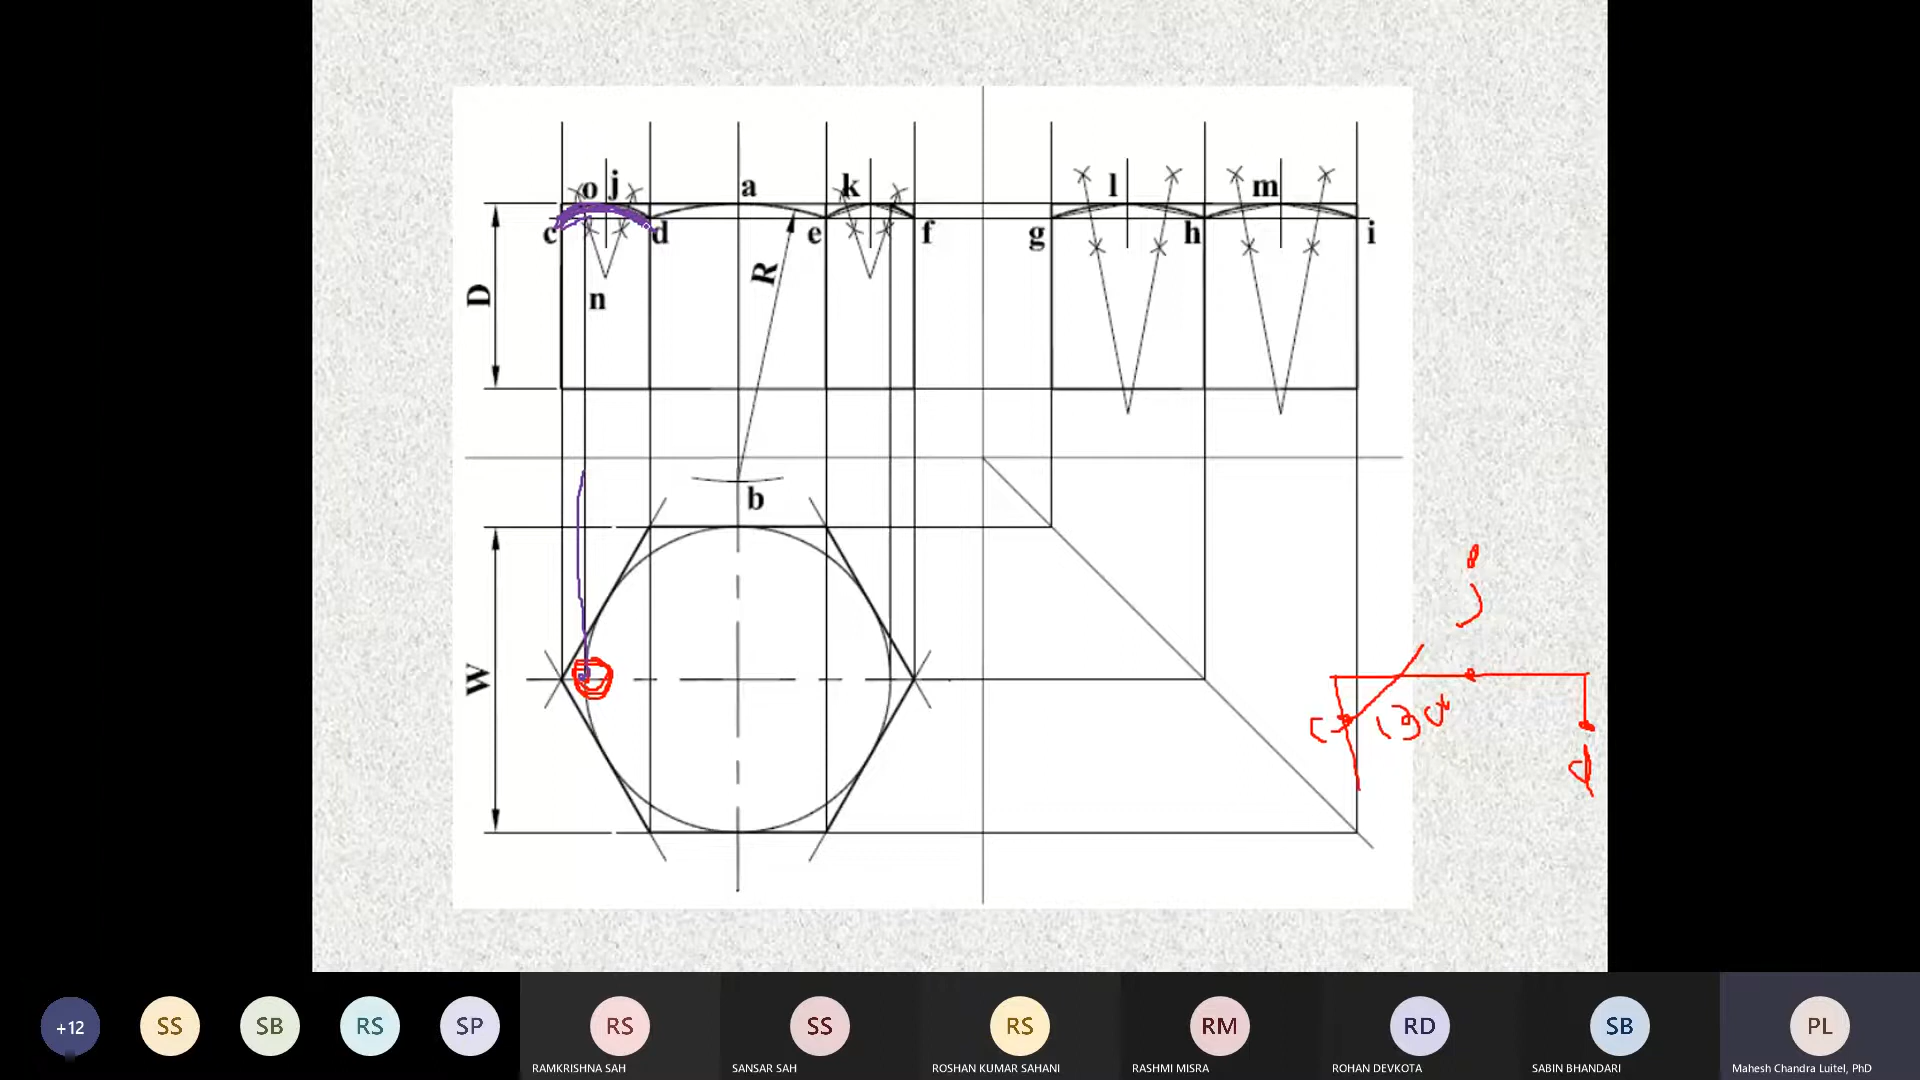 o j a k l m
c d e f g h i
R
D
n
b
W
+12 SS SB RS SP RS SS RS RM RD SB PL
RAMKRISHNA SAH SANSAR SAH ROSHAN KUMAR SAHANI RASHMI MISRA ROHAN DEVKOTA SABIN BHANDARI Mahesh Chandra Luitel, PhD